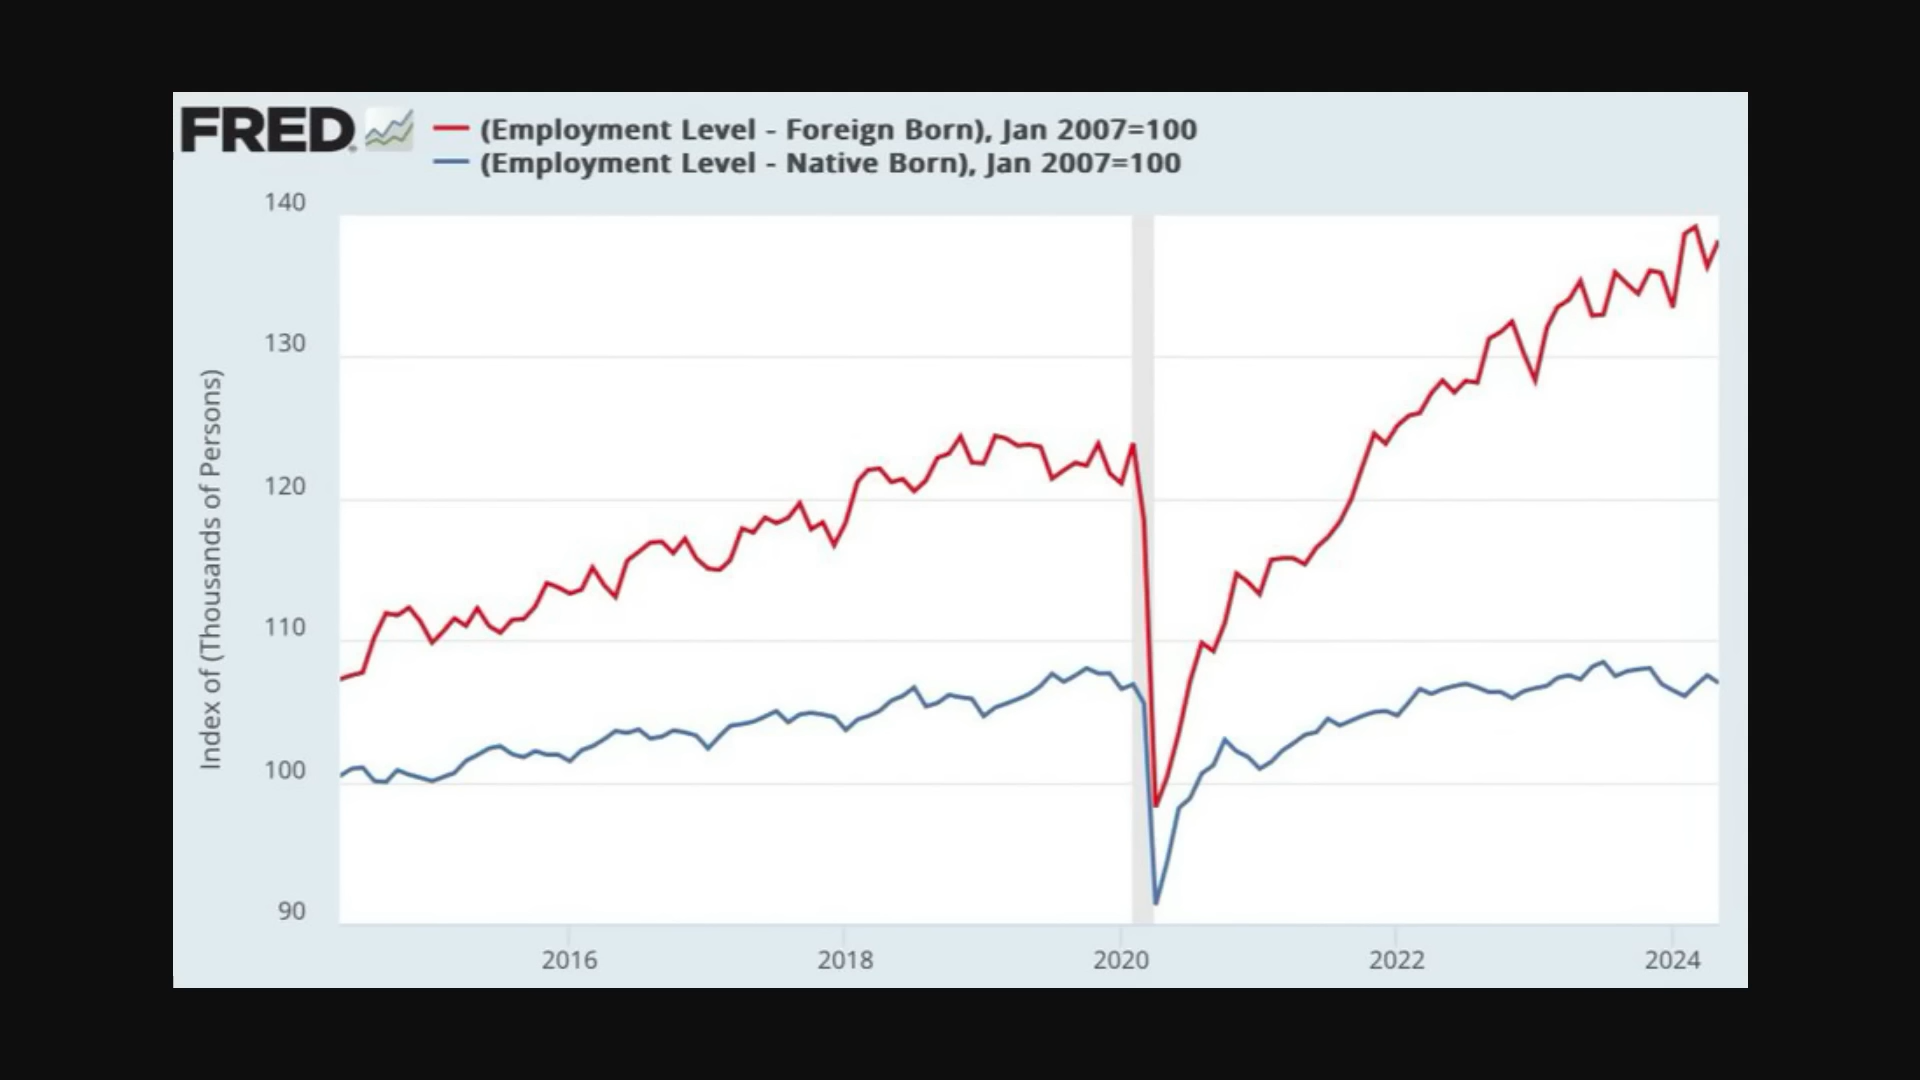 FRED
(Employment Level - Foreign Born), Jan 2007=100
(Employment Level - Native Born), Jan 2007=100
Index of (Thousands of Persons)
140
130
120
110
100
90
2016 2018 2020 2022 2024